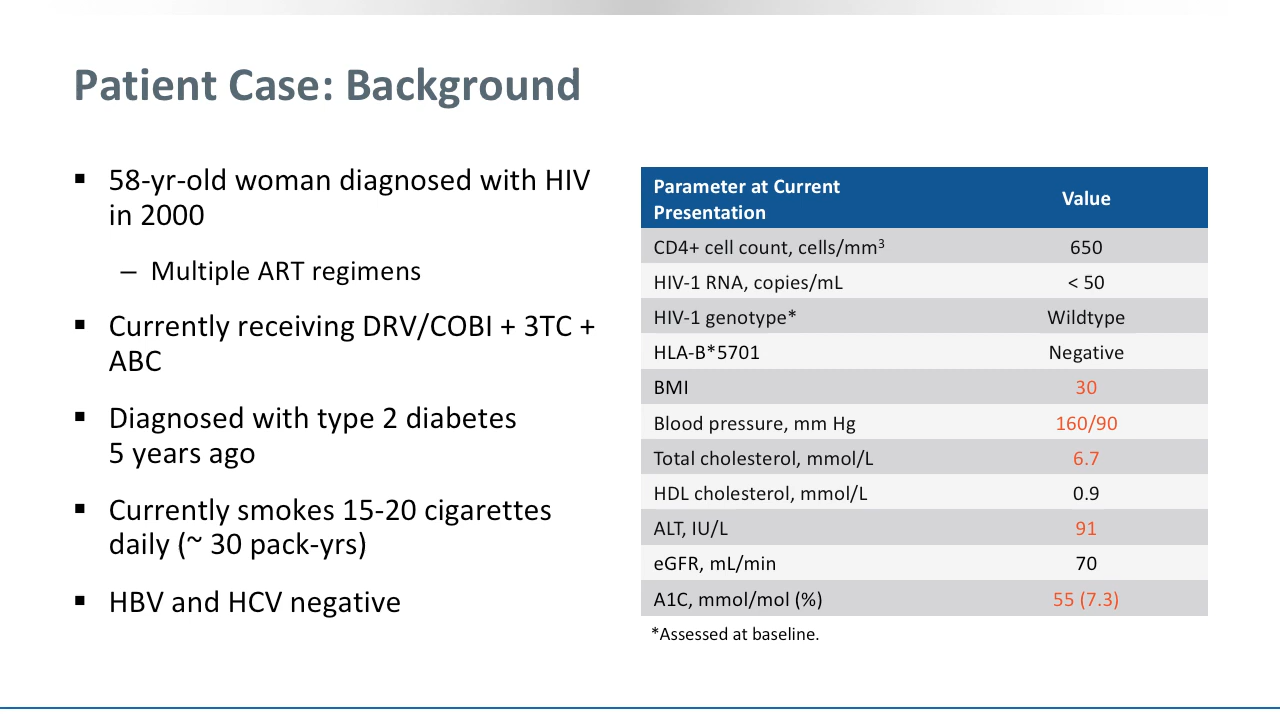 Patient Case: Background
▪ 58-yr-old woman diagnosed with HIV
in 2000
– Multiple ART regimens
▪ Currently receiving DRV/COBI + 3TC +
ABC
▪ Diagnosed with type 2 diabetes
5 years ago
▪ Currently smokes 15-20 cigarettes
daily (~ 30 pack-yrs)
▪ HBV and HCV negative
Parameter at Current
Presentation Value
CD4+ cell count, cells/mm³ 650
HIV-1 RNA, copies/mL < 50
HIV-1 genotype* Wildtype
HLA-B*5701 Negative
BMI 30
Blood pressure, mm Hg 160/90
Total cholesterol, mmol/L 6.7
HDL cholesterol, mmol/L 0.9
ALT, IU/L 91
eGFR, mL/min 70
A1C, mmol/mol (%) 55 (7.3)
*Assessed at baseline.